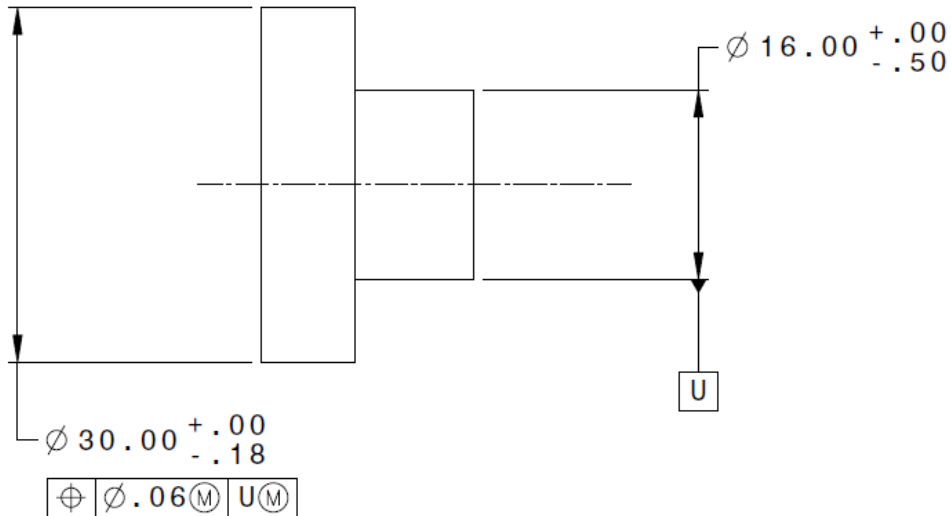 ⌀ 16.00 +.00
- .50
U
⌀ 30.00 +.00
- .18
⌖ ⌀.06Ⓜ UⓂ